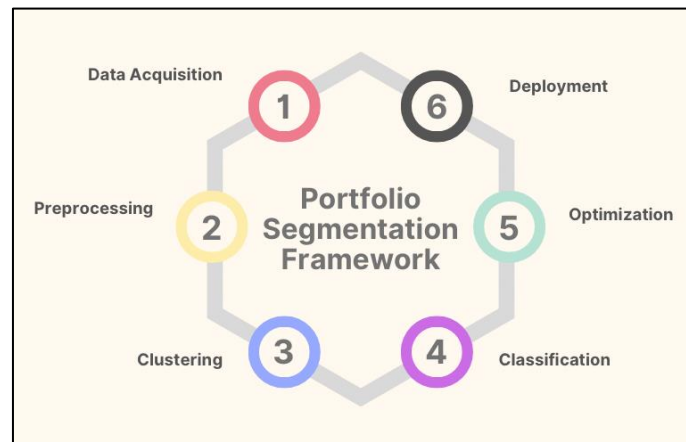 Data Acquisition
1
6
Deployment
Preprocessing
2
Portfolio
Segmentation
Framework
5
Optimization
Clustering
3
4
Classification